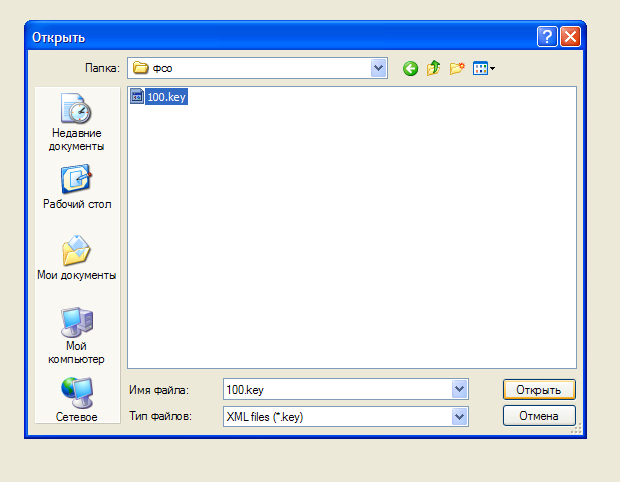 Открыть
Папка: фсо
100.key
Недавние
документы
Рабочий стол
Мои документы
Мой
компьютер
Сетевое
Имя файла: 100.key Открыть
Тип файлов: XML files (*.key) Отмена